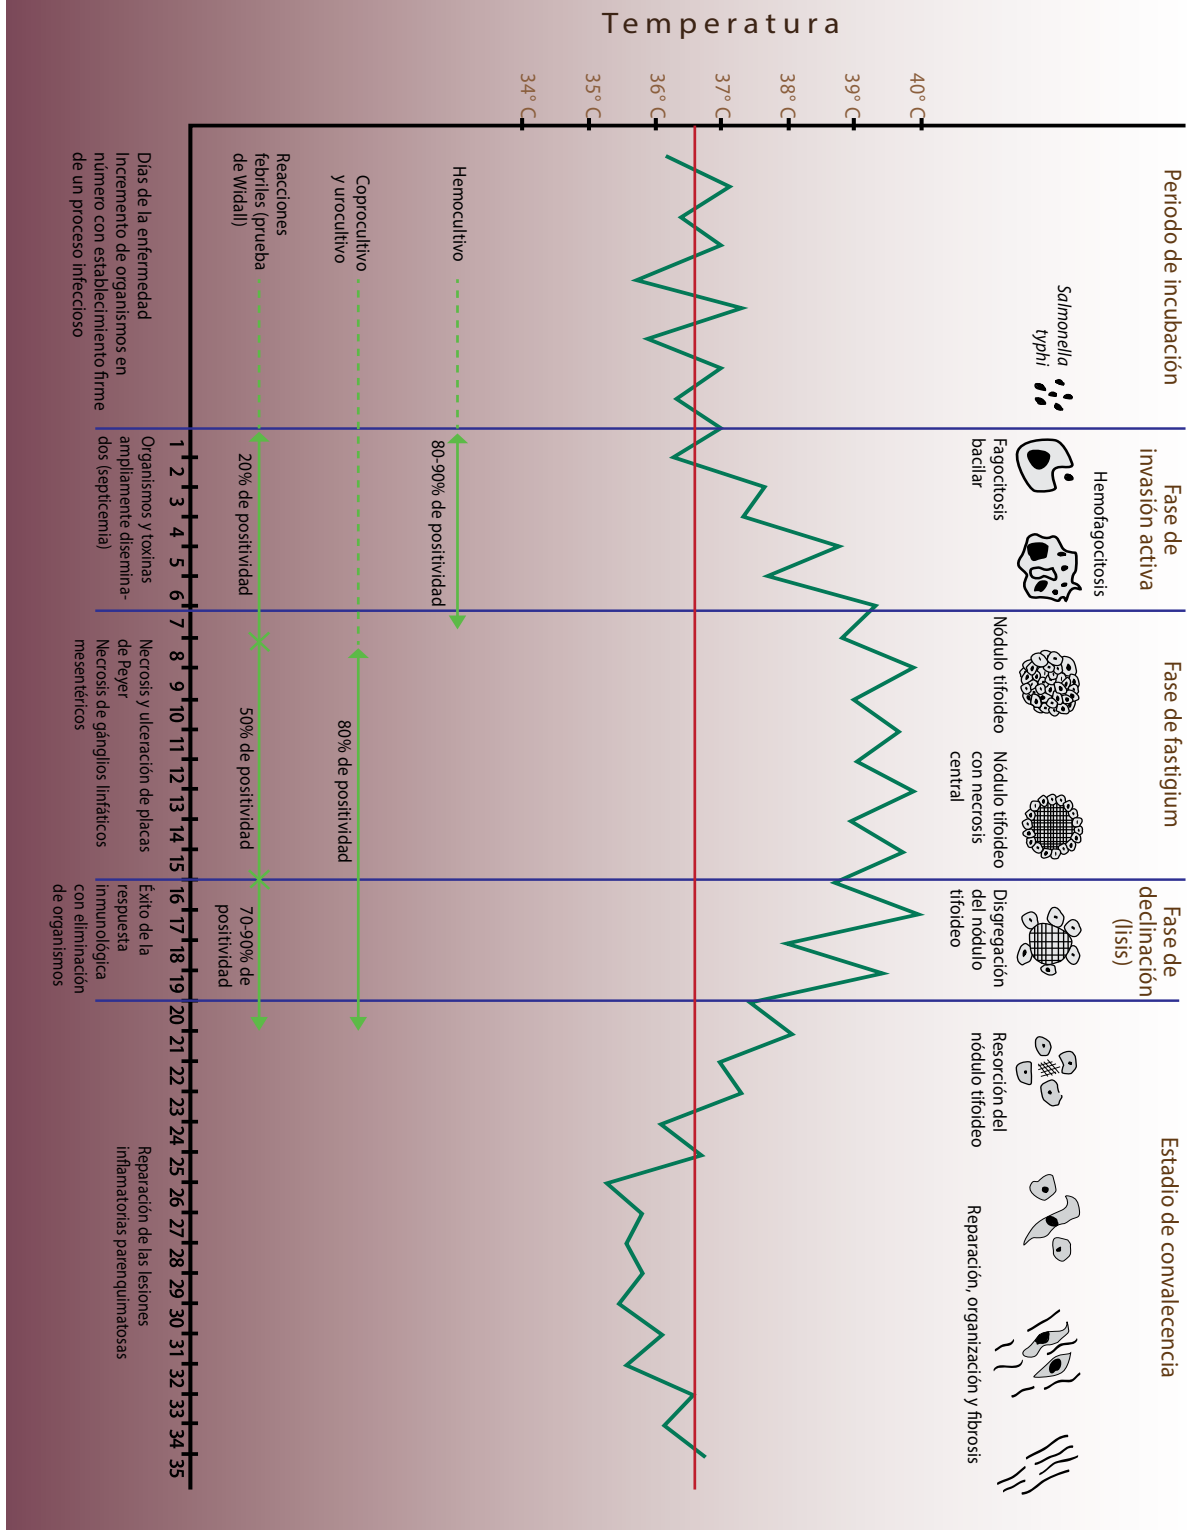 Temperatura
40° C
39° C
38° C
37° C
36° C
35° C
34° C
Periodo de incubación
Fase de
invasión activa
Fase de fastigium
Fase de
declinación
(lisis)
Estadio de convalecencia
Salmonella
typhi
Hemofagocitosis
Fagocitosis
bacilar
Nódulo tifoideo
Nódulo tifoideo
con necrosis
central
Disgregación
del nódulo
tifoideo
Resorción del
nódulo tifoideo
Reparación, organización y fibrosis
Hemocultivo
80-90% de positividad
Coprocultivo
y urocultivo
80% de positividad
Reacciones
febriles (prueba
de Widall)
20% de positividad
50% de positividad
70-90% de
positividad
1 2 3 4 5 6 7 8 9 10 11 12 13 14 15 16 17 18 19 20 21 22 23 24 25 26 27 28 29 30 31 32 33 34 35
Días de la enfermedad
Incremento de organismos en
número con establecimiento firme
de un proceso infeccioso
Organismos y toxinas
ampliamente disemina-
dos (septicemia)
Necrosis y ulceración de placas
de Peyer
Necrosis de gánglios linfáticos
mesentéricos
Éxito de la
respuesta
inmunológica
con eliminación
de organismos
Reparación de las lesiones
inflamatorias parenquimatosas